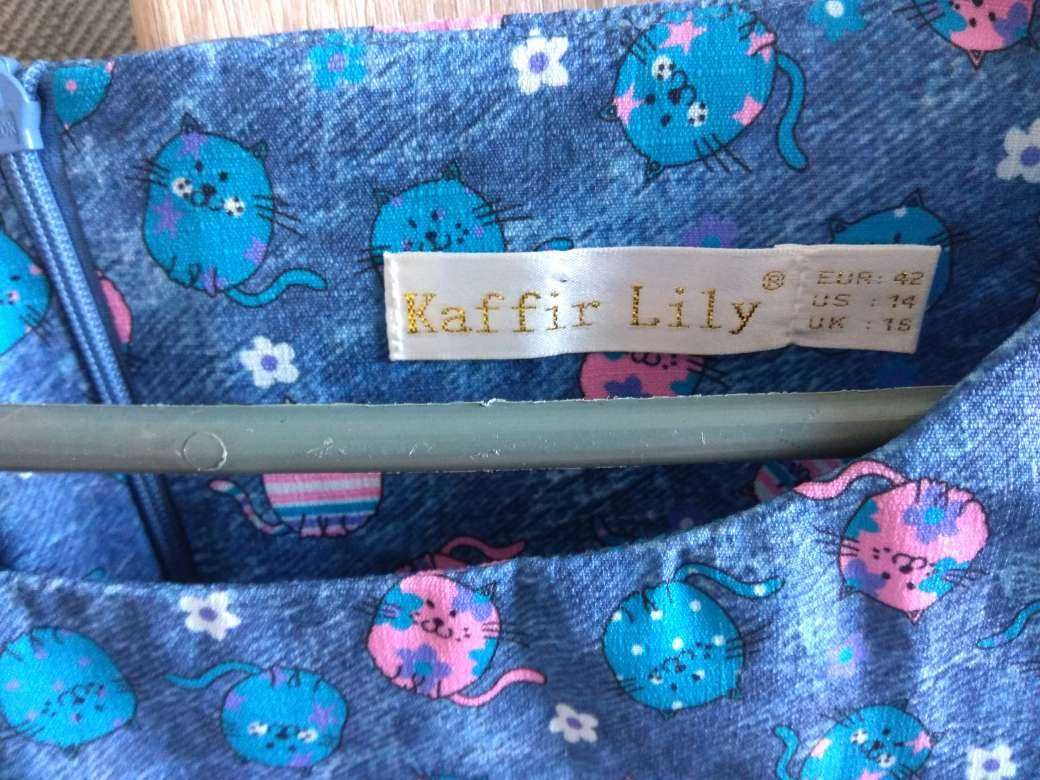 Kaffir Lily ®
EUR: 42
US : 14
UK : 16